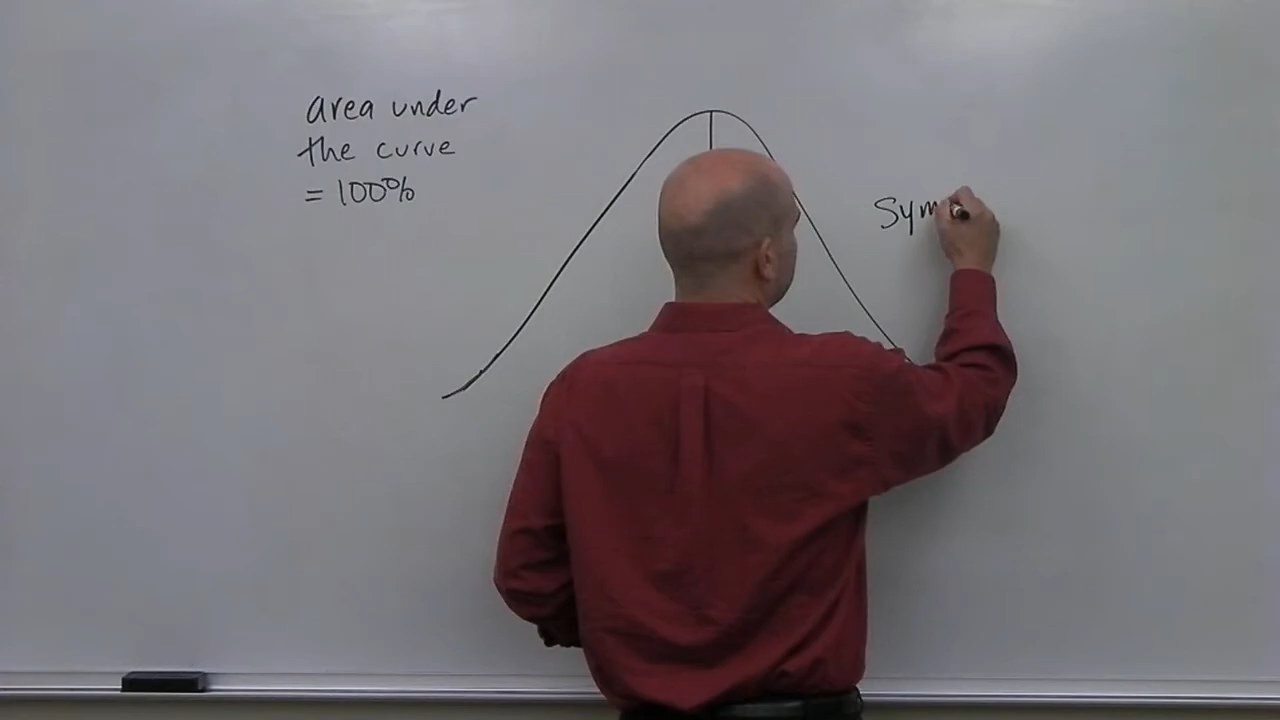 area under
the curve
= 100%
Sym